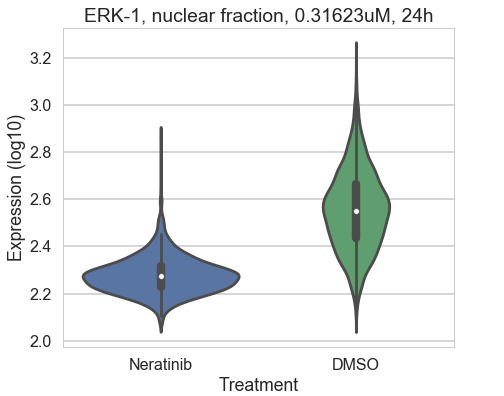 ERK-1, nuclear fraction, 0.31623uM, 24h
3.2
3.0
2.8
2.6
2.4
2.2
2.0
Expression (log10)
Neratinib
DMSO
Treatment